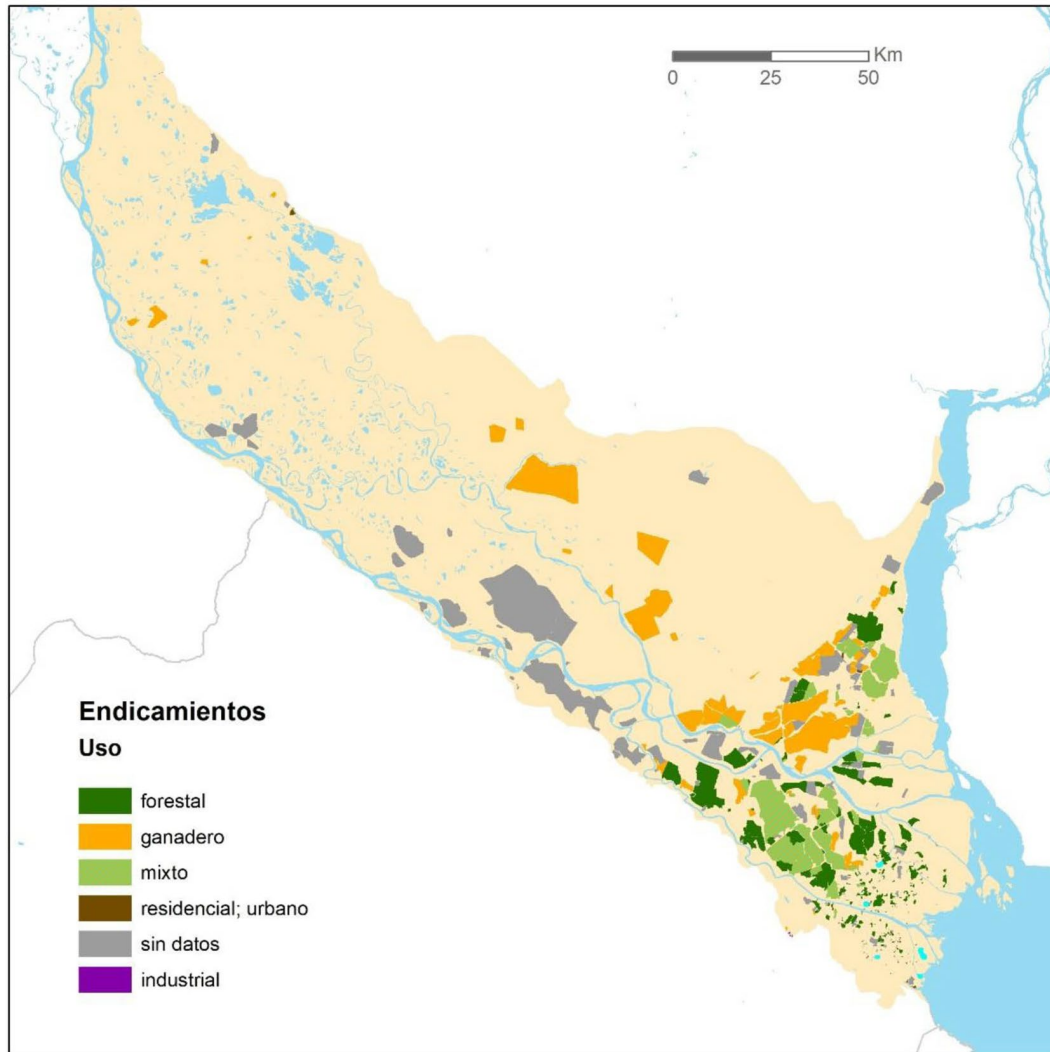 Km
0 25 50
Endicamientos
Uso
forestal
ganadero
mixto
residencial; urbano
sin datos
industrial